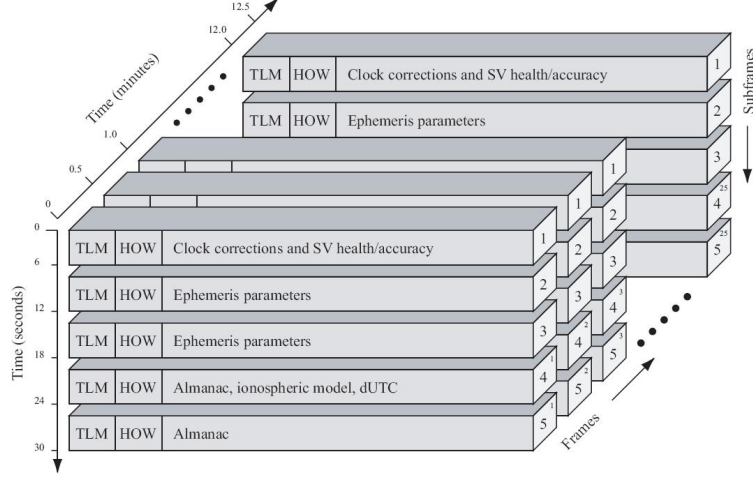 12.5
12.0
Time (minutes)
1.0
0.5
0
TLM HOW Clock corrections and SV health/accuracy 1
TLM HOW Ephemeris parameters 2
3
4 25
5 25
Subframes
1
2
3
4 3
5 3
1
2
3
4 2
5 2
0
6
12
18
24
30
Time (seconds)
TLM HOW Clock corrections and SV health/accuracy 1
TLM HOW Ephemeris parameters 2
TLM HOW Ephemeris parameters 3
TLM HOW Almanac, ionospheric model, dUTC 4 1
TLM HOW Almanac 5 1
Frames